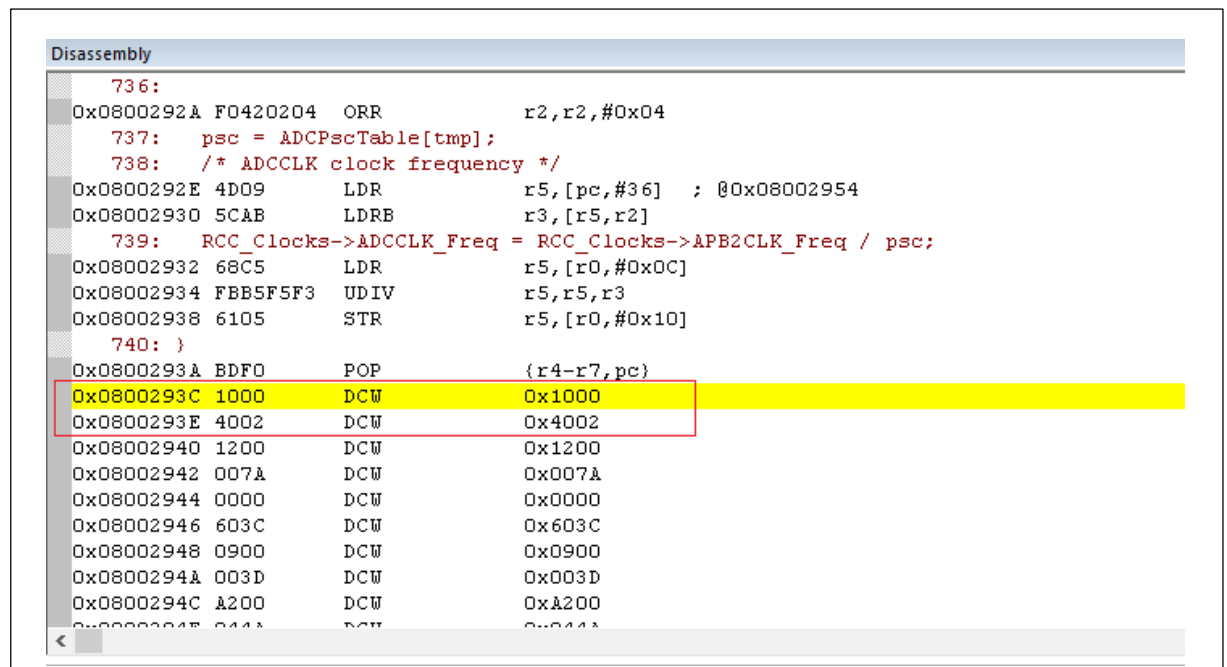 Disassembly
736:
0x0800292A F0420204 ORR r2,r2,#0x04
737: psc = ADCPscTable[tmp];
738: /* ADCCLK clock frequency */
0x0800292E 4D09 LDR r5,[pc,#36] ; @0x08002954
0x08002930 5CAB LDRB r3,[r5,r2]
739: RCC_Clocks->ADCCLK_Freq = RCC_Clocks->APB2CLK_Freq / psc;
0x08002932 68C5 LDR r5,[r0,#0x0C]
0x08002934 FBB5F5F3 UDIV r5,r5,r3
0x08002938 6105 STR r5,[r0,#0x10]
740: }
0x0800293A BDF0 POP {r4-r7,pc}
0x0800293C 1000 DCW 0x1000
0x0800293E 4002 DCW 0x4002
0x08002940 1200 DCW 0x1200
0x08002942 007A DCW 0x007A
0x08002944 0000 DCW 0x0000
0x08002946 603C DCW 0x603C
0x08002948 0900 DCW 0x0900
0x0800294A 003D DCW 0x003D
0x0800294C A200 DCW 0xA200